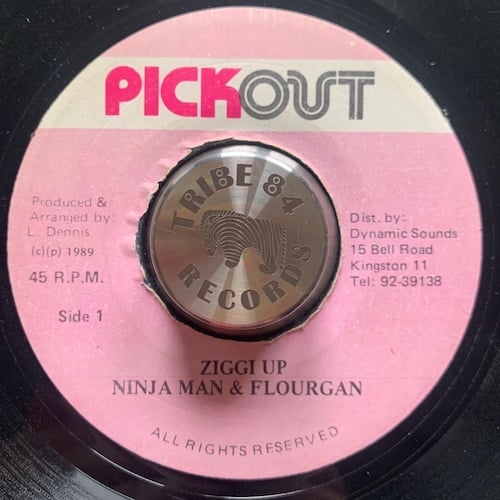 PICKOUT
Produced &
Arranged by:
L. Dennis
(c)(p) 1989
45 R.P.M.
Side 1
TRIBE 84
RECORDS
Dist. by:
Dynamic Sounds
15 Bell Road
Kingston 11
Tel: 92-39138
ZIGGI UP
NINJA MAN & FLOURGAN
ALL RIGHTS RESERVED